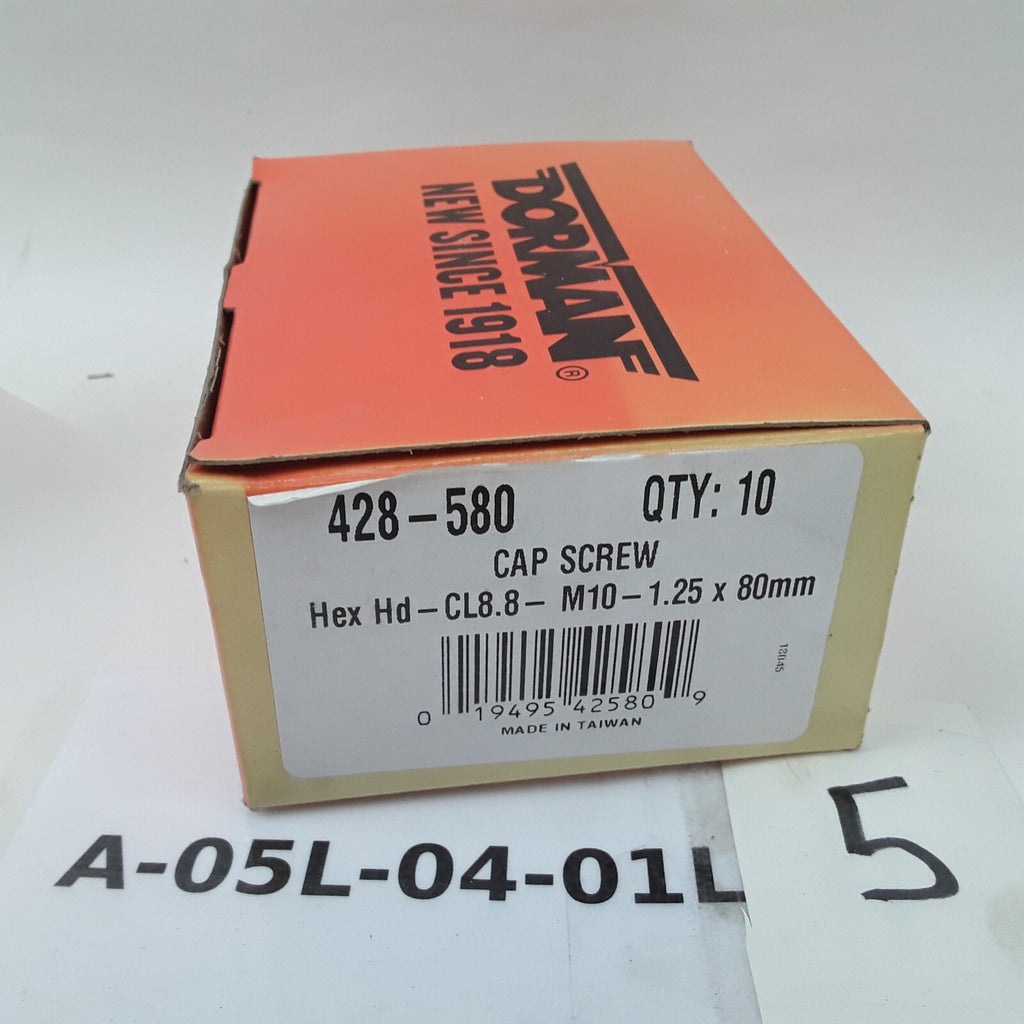 DORMAN®
NEW SINCE 1918
428-580 QTY: 10
CAP SCREW
Hex Hd-CL8.8- M10-1.25 x 80mm
18045
0 19495 42580 9
MADE IN TAIWAN
A-05L-04-01L
5